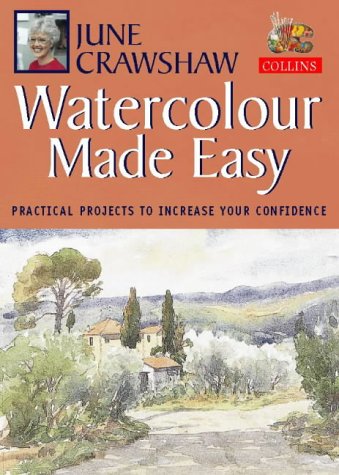 JUNE
CRAWSHAW
COLLINS
Watercolour
Made Easy
PRACTICAL PROJECTS TO INCREASE YOUR CONFIDENCE